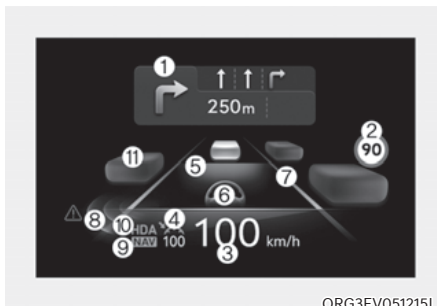 ①
250m
②
90
⑪
⑤
⑦
⑥
④
⑧
⑩ HDA
⑨ NAV 100 100 km/h
③
ORG3EV051215L